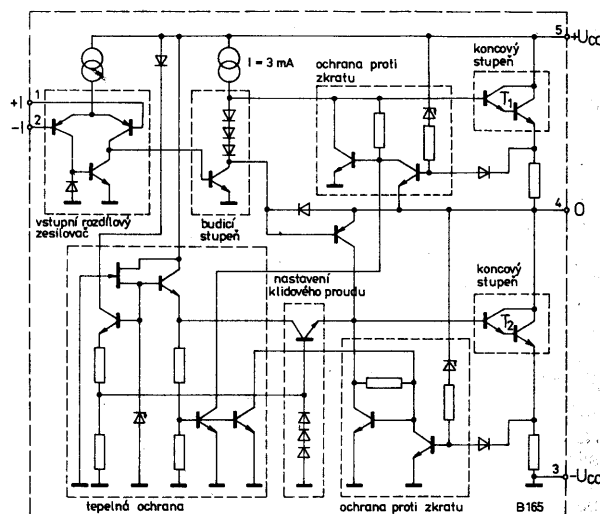 5
+Ucc
koncový
stupeň
I = 3 mA
ochrana proti
zkratu
T1
+I
1
-I
2
vstupní rozdílový
zesilovač
budicí
stupeň
4
O
nastavení
klidového proudu
koncový
stupeň
T2
3
-Ucc
tepelná ochrana
ochrana proti zkratu
B165